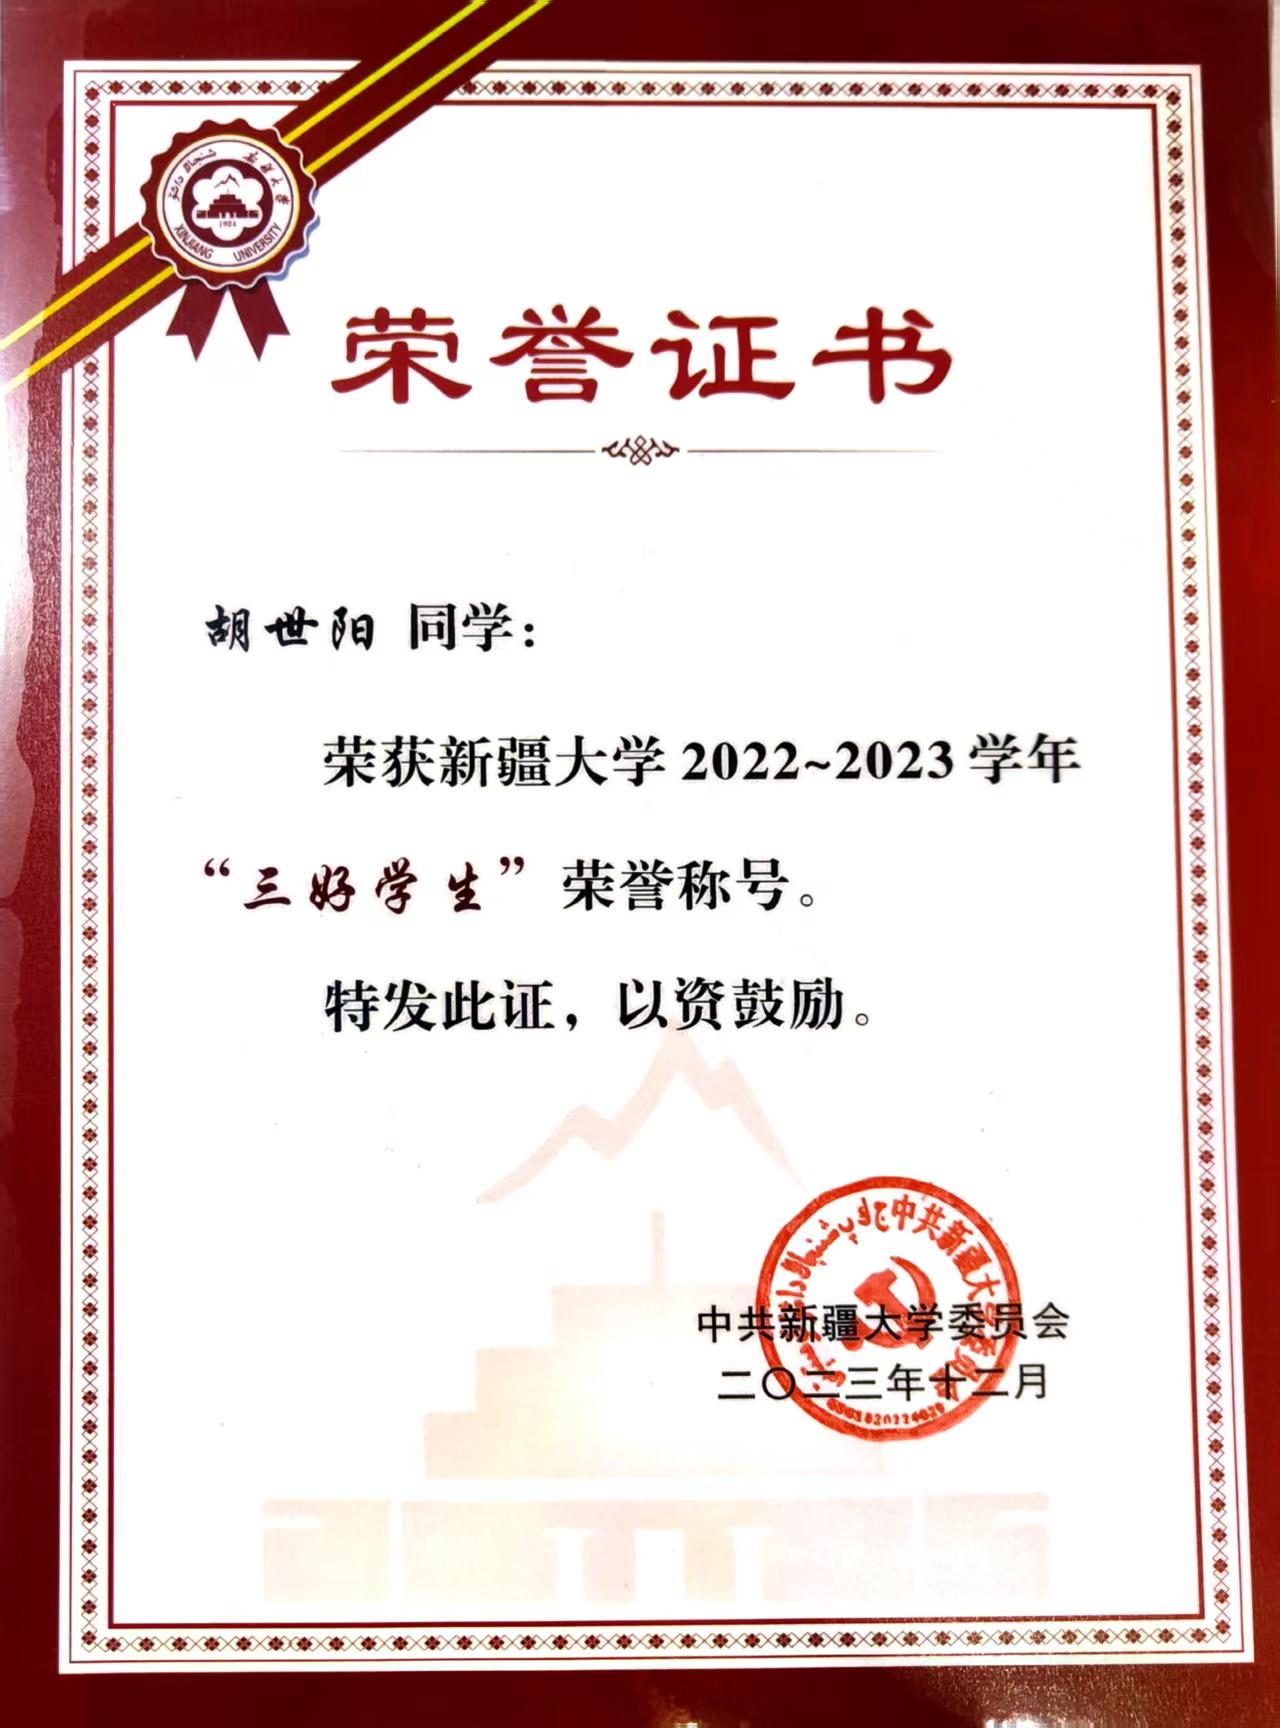 新疆大学
XINJIANG UNIVERSITY
1924
荣誉证书
胡世阳 同学：
荣获新疆大学 2022~2023 学年
“三好学生”荣誉称号。
特发此证，以资鼓励。
中共新疆大学委员会
中共新疆大学委员会
二〇二三年十二月